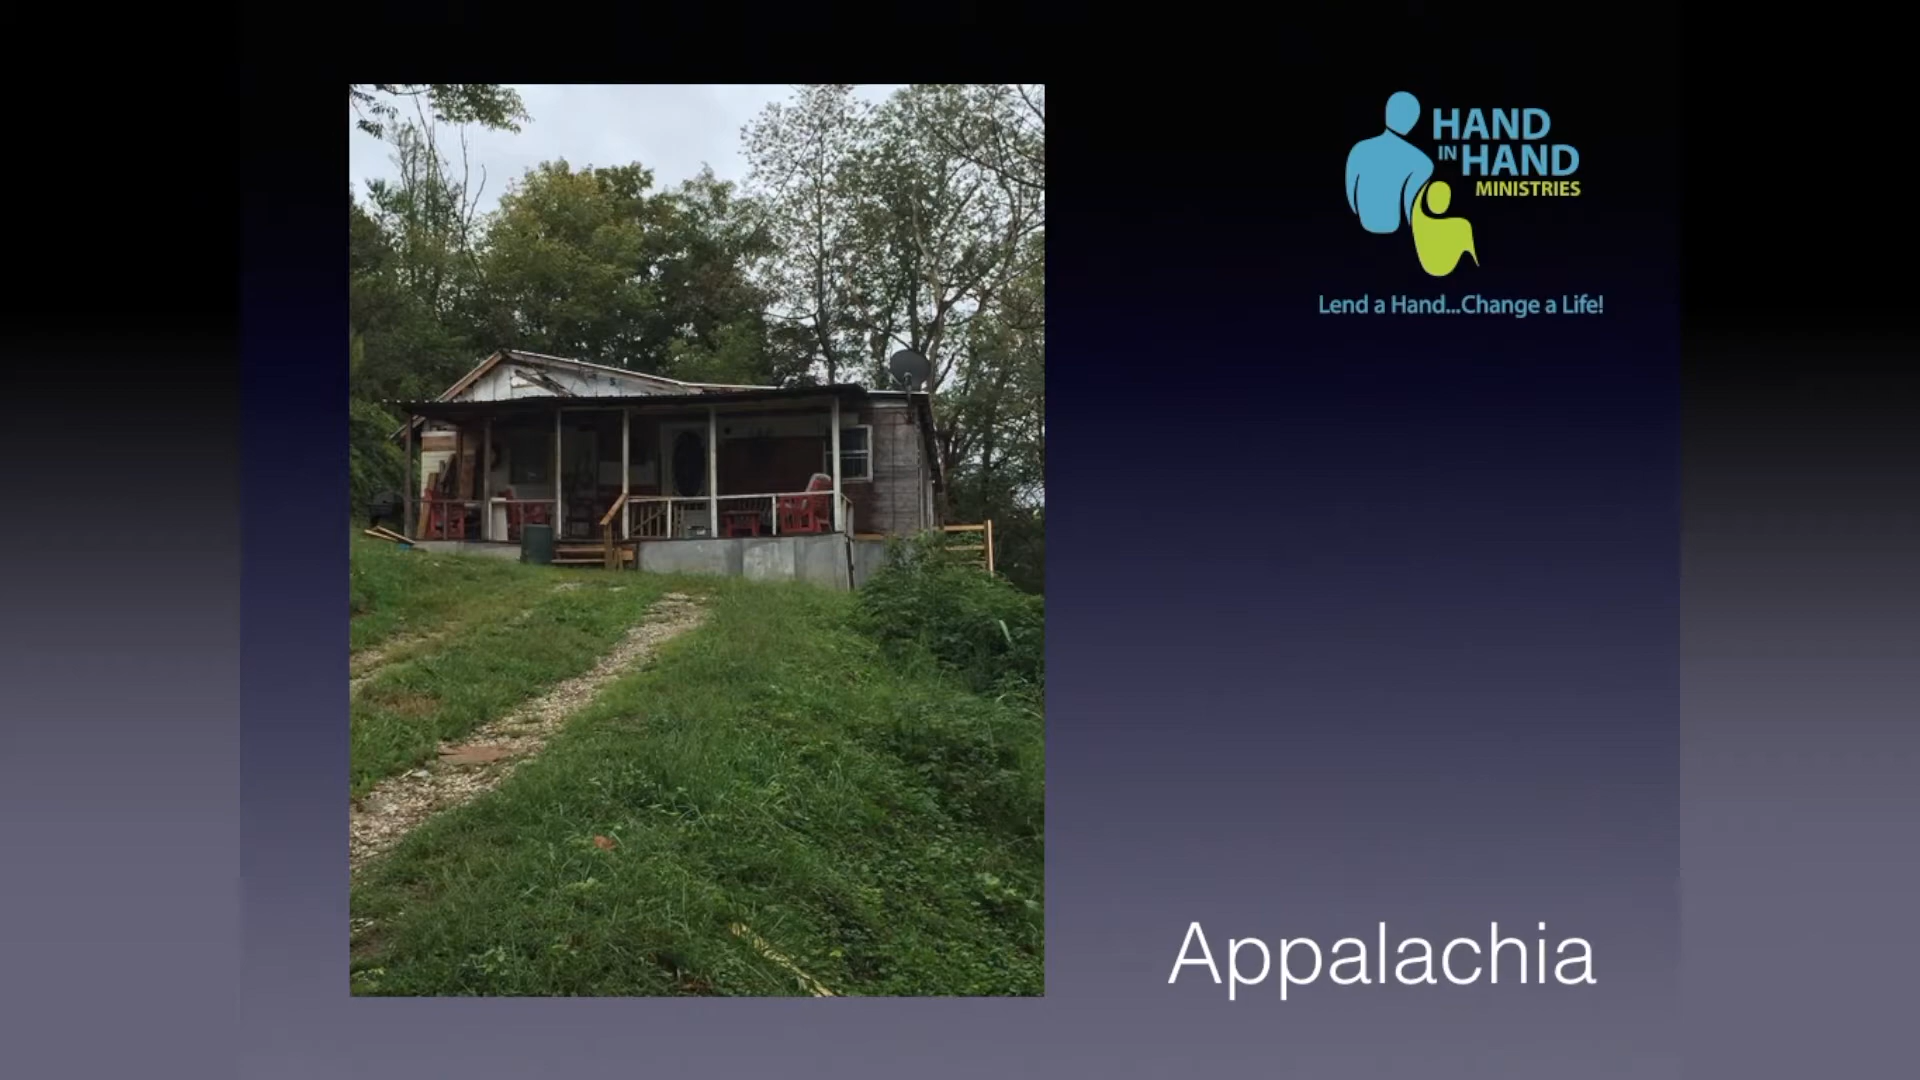 HAND
IN HAND
MINISTRIES
Lend a Hand...Change a Life!
Appalachia